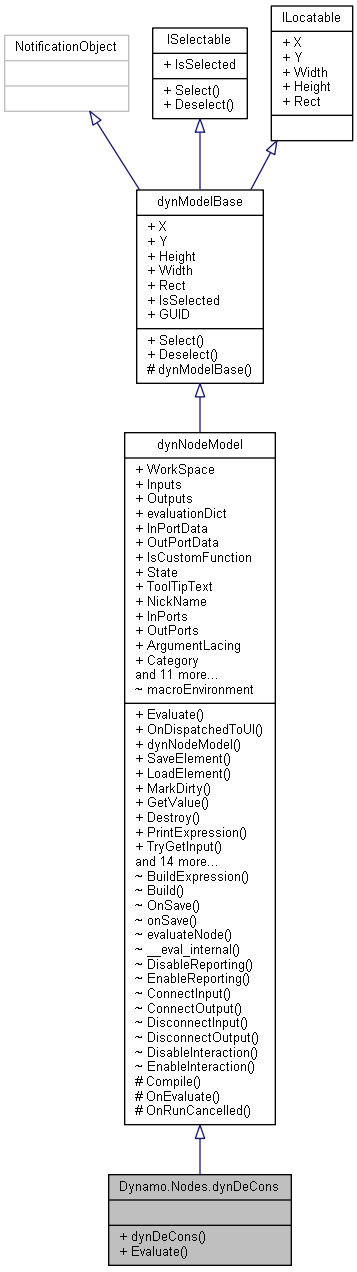 NotificationObject
ISelectable
+ IsSelected
+ Select()
+ Deselect()
ILocatable
+ X
+ Y
+ Width
+ Height
+ Rect
dynModelBase
+ X
+ Y
+ Height
+ Width
+ Rect
+ IsSelected
+ GUID
+ Select()
+ Deselect()
# dynModelBase()
dynNodeModel
+ WorkSpace
+ Inputs
+ Outputs
+ evaluationDict
+ InPortData
+ OutPortData
+ IsCustomFunction
+ State
+ ToolTipText
+ NickName
+ InPorts
+ OutPorts
+ ArgumentLacing
+ Category
and 11 more...
~ macroEnvironment
+ Evaluate()
+ OnDispatchedToUI()
+ dynNodeModel()
+ SaveElement()
+ LoadElement()
+ MarkDirty()
+ GetValue()
+ Destroy()
+ PrintExpression()
+ TryGetInput()
and 14 more...
~ BuildExpression()
~ Build()
~ OnSave()
~ onSave()
~ evaluateNode()
~ __eval_internal()
~ DisableReporting()
~ EnableReporting()
~ ConnectInput()
~ ConnectOutput()
~ DisconnectInput()
~ DisconnectOutput()
~ DisableInteraction()
~ EnableInteraction()
# Compile()
# OnEvaluate()
# OnRunCancelled()
Dynamo.Nodes.dynDeCons
+ dynDeCons()
+ Evaluate()